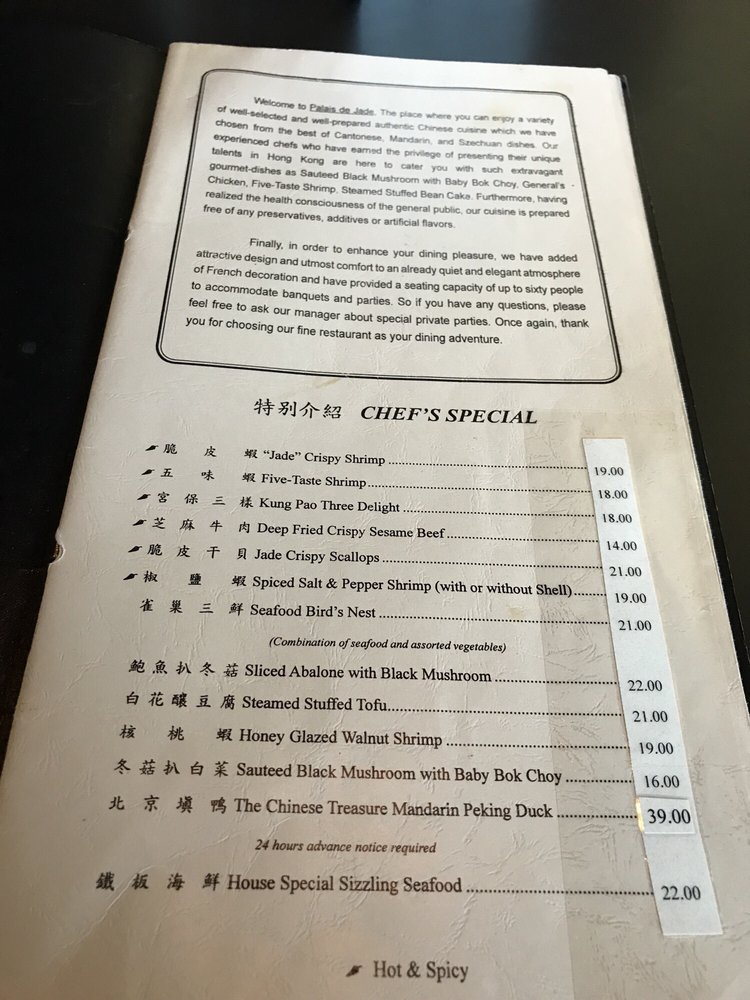 Welcome to Palais de Jade. The place where you can enjoy a variety
of well-selected and well-prepared authentic Chinese cuisine which we have
chosen from the best of Cantonese, Mandarin, and Szechuan dishes. Our
experienced chefs who have earned the privilege of presenting their unique
talents in Hong Kong are here to cater you with such extravagant
gourmet-dishes as Sauteed Black Mushroom with Baby Bok Choy, General's
Chicken, Five-Taste Shrimp, Steamed Stuffed Bean Cake. Furthermore, having
realized the health consciousness of the general public, our cuisine is prepared
free of any preservatives, additives or artificial flavors.
Finally, in order to enhance your dining pleasure, we have added
attractive design and utmost comfort to an already quiet and elegant atmosphere
of French decoration and have provided a seating capacity of up to sixty people
to accommodate banquets and parties. So if you have any questions, please
feel free to ask our manager about special private parties. Once again, thank
you for choosing our fine restaurant as your dining adventure.
特别介紹 CHEF'S SPECIAL
脆皮蝦 "Jade" Crispy Shrimp 19.00
五味蝦 Five-Taste Shrimp 18.00
宮保三樣 Kung Pao Three Delight 18.00
芝麻牛肉 Deep Fried Crispy Sesame Beef 14.00
脆皮干貝 Jade Crispy Scallops 21.00
椒鹽蝦 Spiced Salt & Pepper Shrimp (with or without Shell) 19.00
雀巢三鮮 Seafood Bird's Nest 21.00
(Combination of seafood and assorted vegetables)
鮑魚扒冬菇 Sliced Abalone with Black Mushroom 22.00
白花釀豆腐 Steamed Stuffed Tofu 21.00
核桃蝦 Honey Glazed Walnut Shrimp 19.00
冬菇扒白菜 Sauteed Black Mushroom with Baby Bok Choy 16.00
北京填鴨 The Chinese Treasure Mandarin Peking Duck 39.00
24 hours advance notice required
鐵板海鮮 House Special Sizzling Seafood 22.00
Hot & Spicy